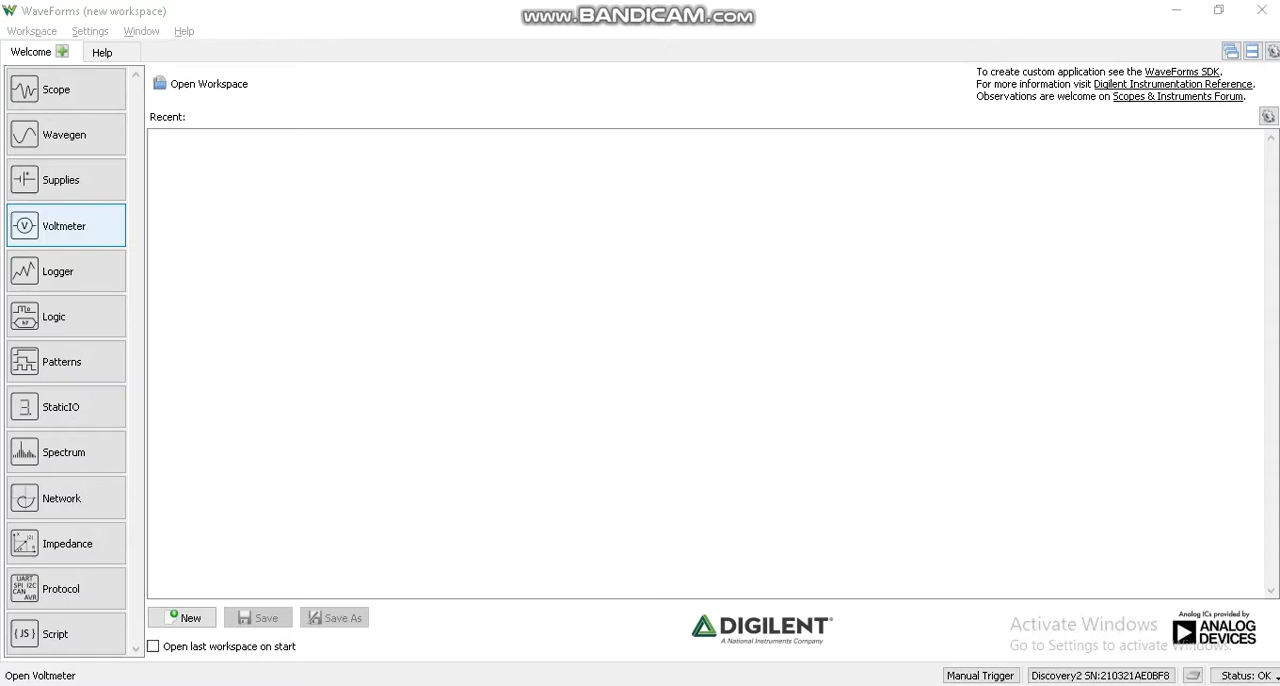 WaveForms (new workspace)
www.BANDICAM.com
Workspace Settings Window Help
Welcome Help
Scope
Wavegen
Supplies
Voltmeter
Logger
Logic
Patterns
StaticIO
Spectrum
Network
Impedance
UART
SPI I2C
CAN
AVR
Protocol
{JS} Script
Open Workspace
To create custom application see the WaveForms SDK.
For more information visit Digilent Instrumentation Reference.
Observations are welcome on Scopes & Instruments Forum.
Recent:
New Save Save As
Open last workspace on start
DIGILENT
A National Instruments Company
Analog ICs provided by
ANALOG
DEVICES
Activate Windows
Go to Settings to activate Windows.
Open Voltmeter
Manual Trigger Discovery2 SN:210321AE0BF8 Status: OK